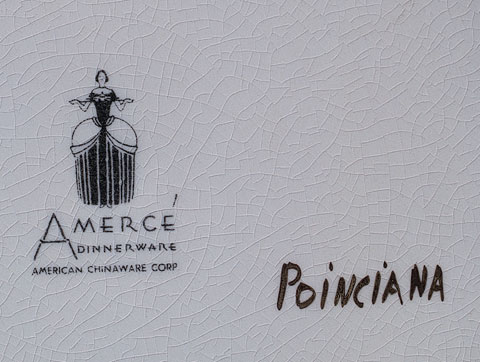 AMERCÉ
DINNERWARE
AMERICAN CHINAWARE CORP
POINCIANA